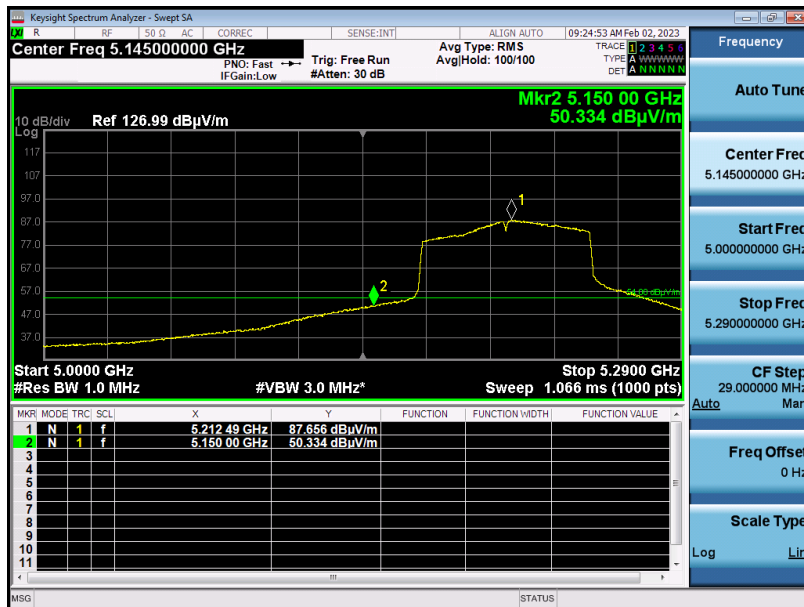 Keysight Spectrum Analyzer - Swept SA
LXI R RF 50 Ω AC CORREC SENSE:INT ALIGN AUTO 09:24:53 AM Feb 02, 2023
Center Freq 5.145000000 GHz
PNO: Fast
IFGain:Low
Trig: Free Run
#Atten: 30 dB
Avg Type: RMS
Avg|Hold: 100/100
TRACE 1 2 3 4 5 6
TYPE A W W W W W
DET A N N N N N
Mkr2 5.150 00 GHz
50.334 dBµV/m
10 dB/div Ref 126.99 dBµV/m
Log
117
107
97.0
87.0
77.0
67.0
57.0
47.0
37.0
1
2
54.00 dBµV/m
Start 5.0000 GHz Stop 5.2900 GHz
#Res BW 1.0 MHz #VBW 3.0 MHz* Sweep 1.066 ms (1000 pts)
MKR MODE TRC SCL X Y FUNCTION FUNCTION WIDTH FUNCTION VALUE
1 N 1 f 5.212 49 GHz 87.656 dBµV/m
2 N 1 f 5.150 00 GHz 50.334 dBµV/m
3
4
5
6
7
8
9
10
11
MSG STATUS
Frequency
Auto Tune
Center Freq
5.145000000 GHz
Start Freq
5.000000000 GHz
Stop Freq
5.290000000 GHz
CF Step
29.000000 MHz
Auto Man
Freq Offset
0 Hz
Scale Type
Log Lin